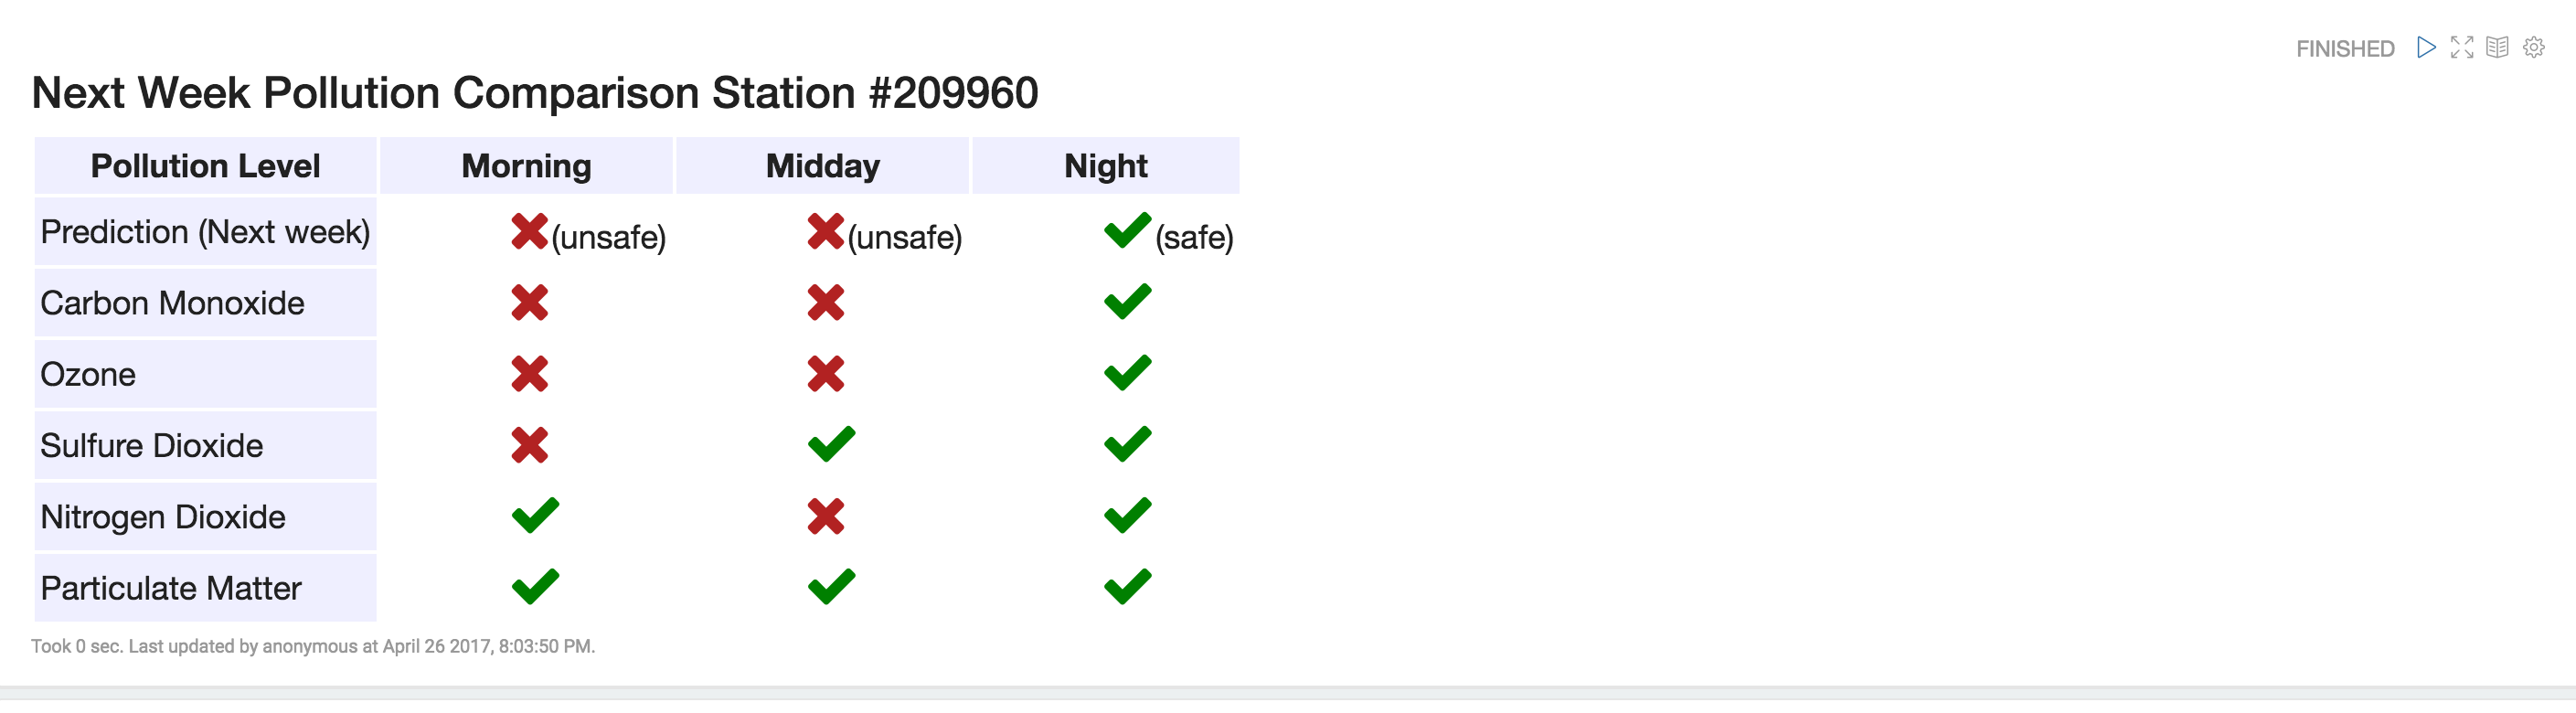 FINISHED
Next Week Pollution Comparison Station #209960
Pollution Level Morning Midday Night
Prediction (Next week) (unsafe) (unsafe) (safe)
Carbon Monoxide
Ozone
Sulfure Dioxide
Nitrogen Dioxide
Particulate Matter
Took 0 sec. Last updated by anonymous at April 26 2017, 8:03:50 PM.